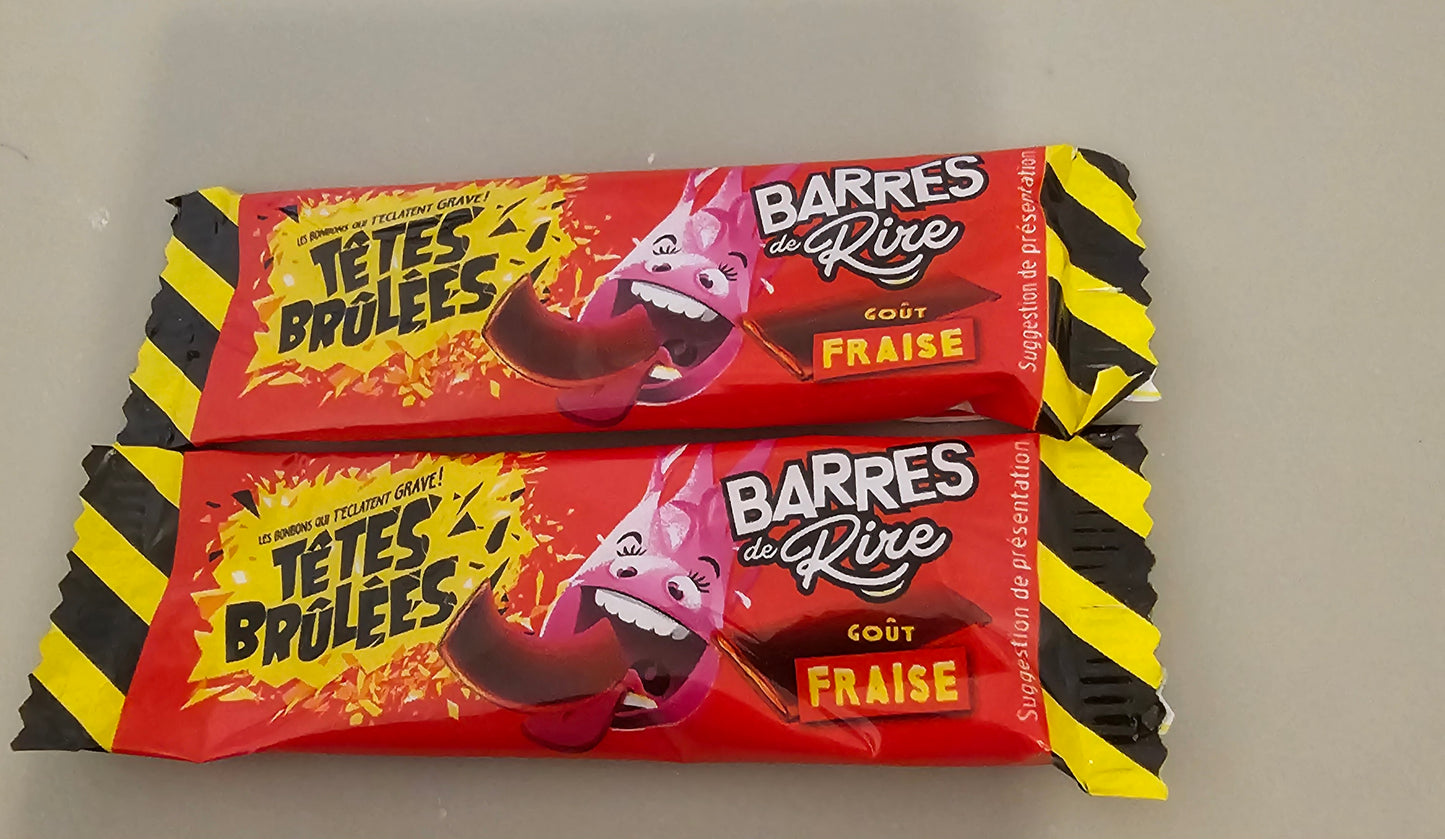 LES BONBONS QUI T'ÉCLATENT GRAVE!
TÊTES
BRÛLÉES
BARRES
de Rire
GOÛT
FRAISE
Suggestion de présentation
LES BONBONS QUI T'ÉCLATENT GRAVE!
TÊTES
BRÛLÉES
BARRES
de Rire
GOÛT
FRAISE
Suggestion de présentation